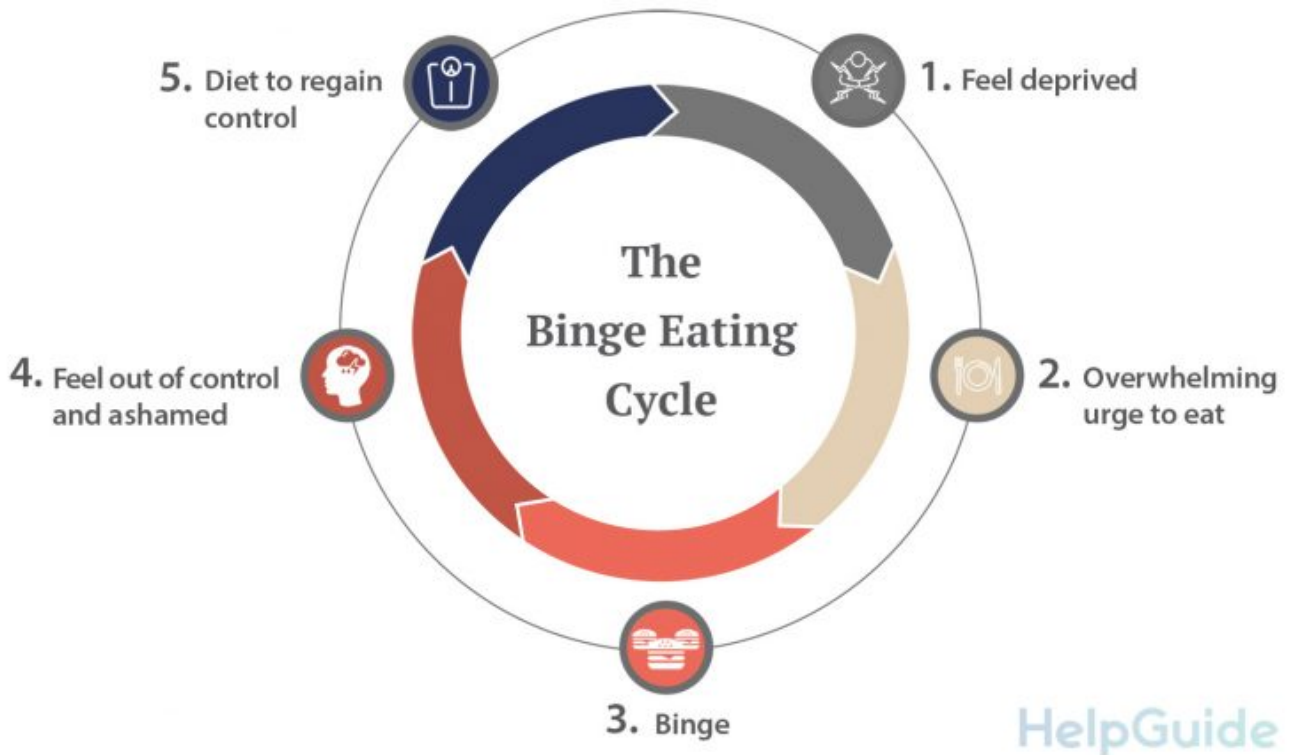 The
Binge Eating
Cycle
1. Feel deprived
2. Overwhelming
urge to eat
3. Binge
4. Feel out of control
and ashamed
5. Diet to regain
control
HelpGuide